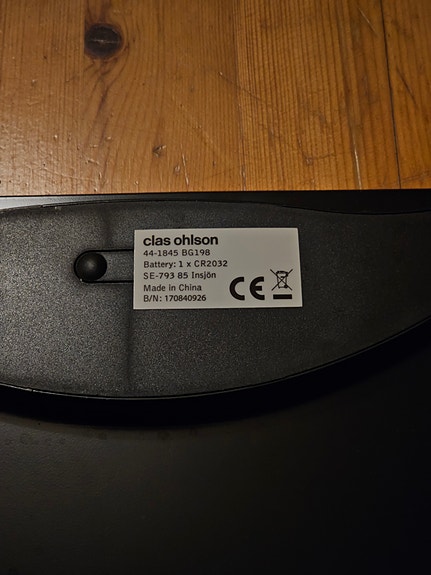 clas ohlson
44-1845 BG198
Battery: 1 x CR2032
SE-793 85 Insjön
Made in China
B/N: 170840926
CE